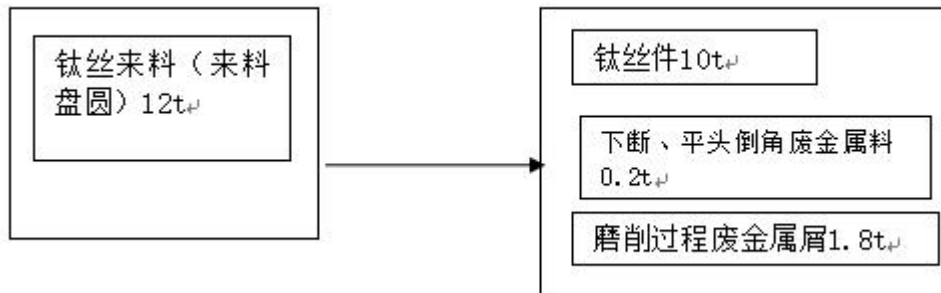 钛丝来料（来料
盘圆）12t
钛丝件10t
下断、平头倒角废金属料
0.2t
磨削过程废金属屑1.8t